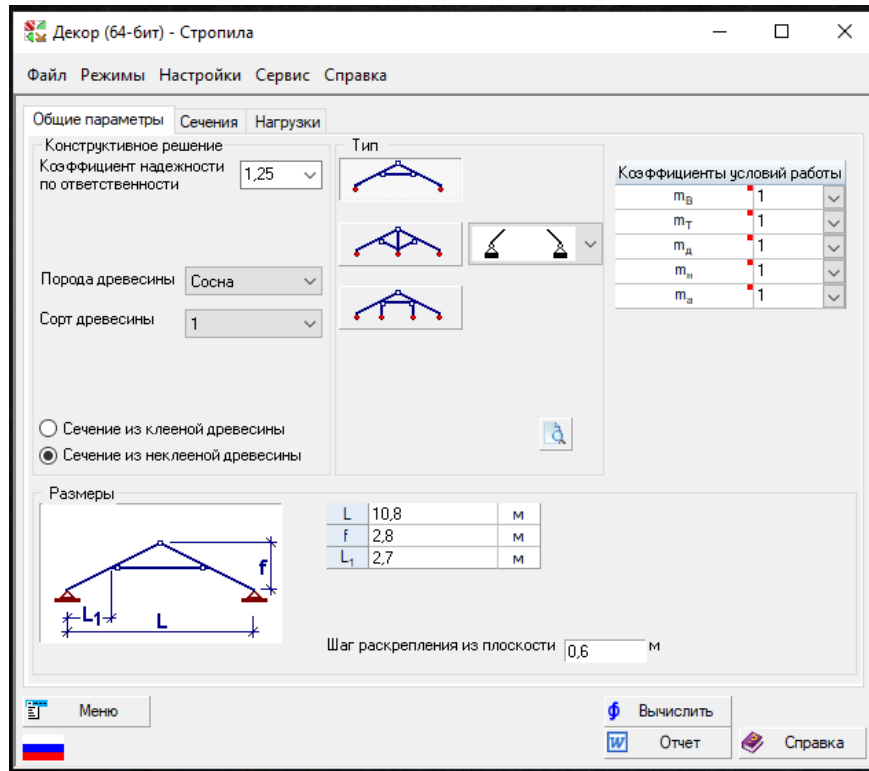 Декор (64-бит) - Стропила
Файл Режимы Настройки Сервис Справка
Общие параметры Сечения Нагрузки
Конструктивное решение
Коэффициент надежности
по ответственности
1,25
Порода древесины Сосна
Сорт древесины 1
Сечение из клееной древесины
Сечение из неклееной древесины
Тип
Коэффициенты условий работы
mВ 1
mТ 1
mд 1
mн 1
mа 1
Размеры
f
L1
L
L 10,8 м
f 2,8 м
L1 2,7 м
Шаг раскрепления из плоскости 0,6 м
Меню
Вычислить
W Отчет
Справка